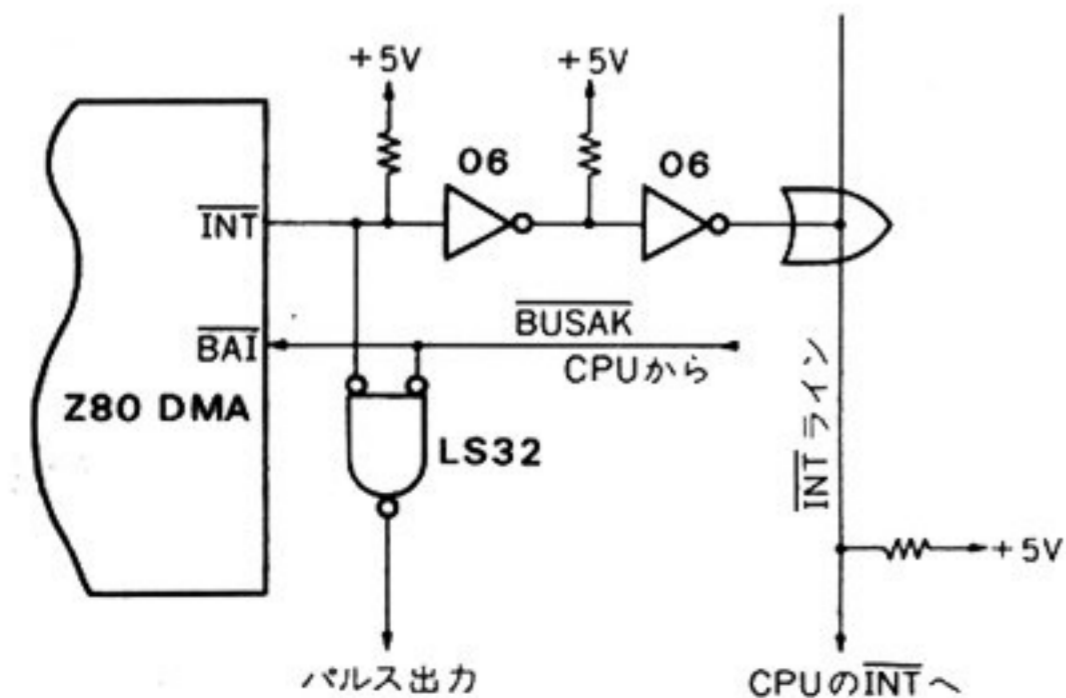 +5V
+5V
06
06
INT
BUSAK
BAI
CPUから
Z80 DMA
LS32
INTライン
+5V
パルス出力
CPUのINTへ